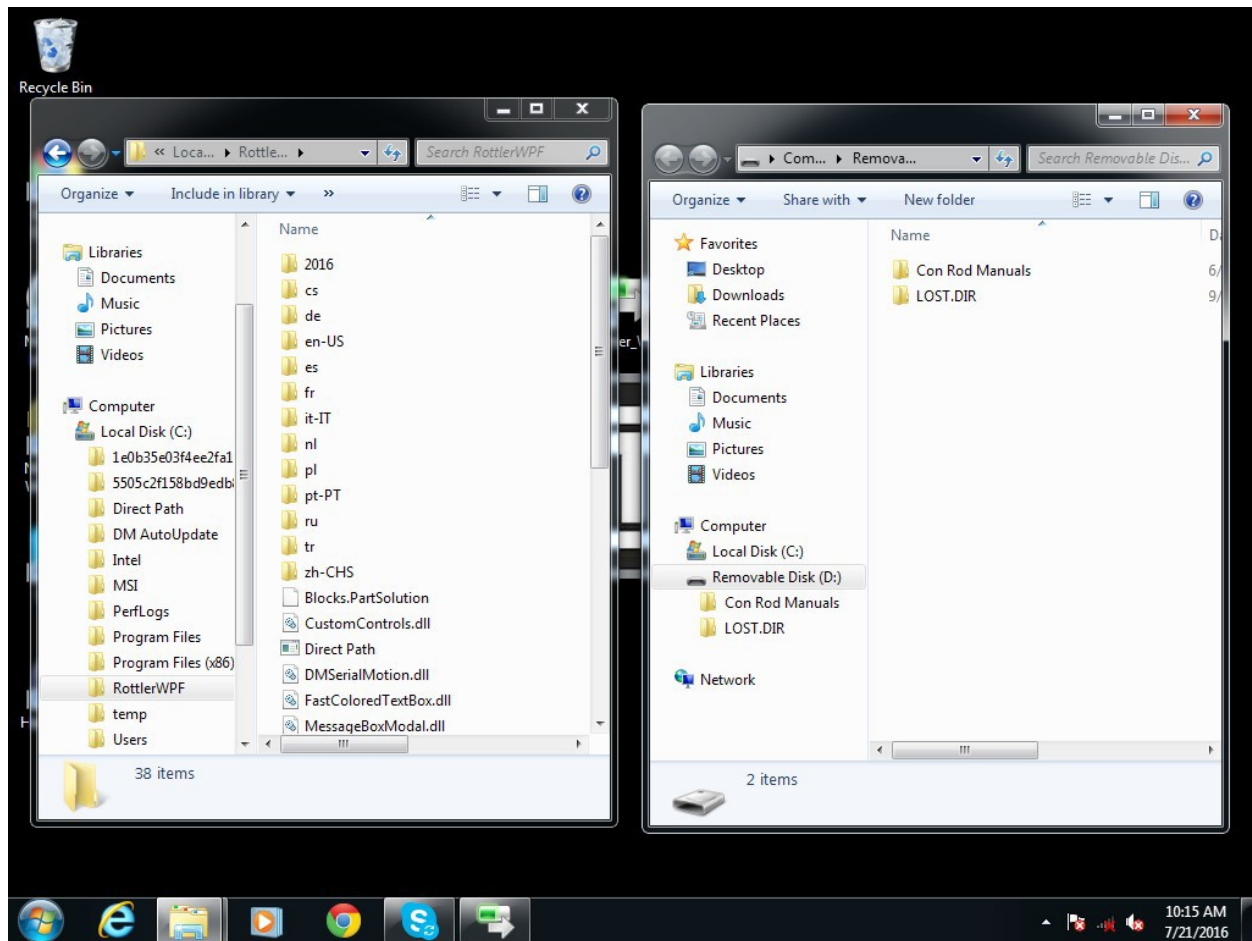 Recycle Bin
« Loca... Rottle...
Search RottlerWPF
Organize Include in library »
Libraries
Documents
Music
Pictures
Videos
Computer
Local Disk (C:)
1e0b35e03f4ee2fa1
5505c2f158bd9edb
Direct Path
DM AutoUpdate
Intel
MSI
PerfLogs
Program Files
Program Files (x86)
RottlerWPF
temp
Users
Name
2016
cs
de
en-US
es
fr
it-IT
nl
pl
pt-PT
ru
tr
zh-CHS
Blocks.PartSolution
CustomControls.dll
Direct Path
DMSerialMotion.dll
FastColoredTextBox.dll
MessageBoxModal.dll
38 items
Com... Remova...
Search Removable Dis...
Organize Share with New folder
Favorites
Desktop
Downloads
Recent Places
Libraries
Documents
Music
Pictures
Videos
Computer
Local Disk (C:)
Removable Disk (D:)
Con Rod Manuals
LOST.DIR
Network
Name
Con Rod Manuals 6/
LOST.DIR 9/
2 items
10:15 AM
7/21/2016